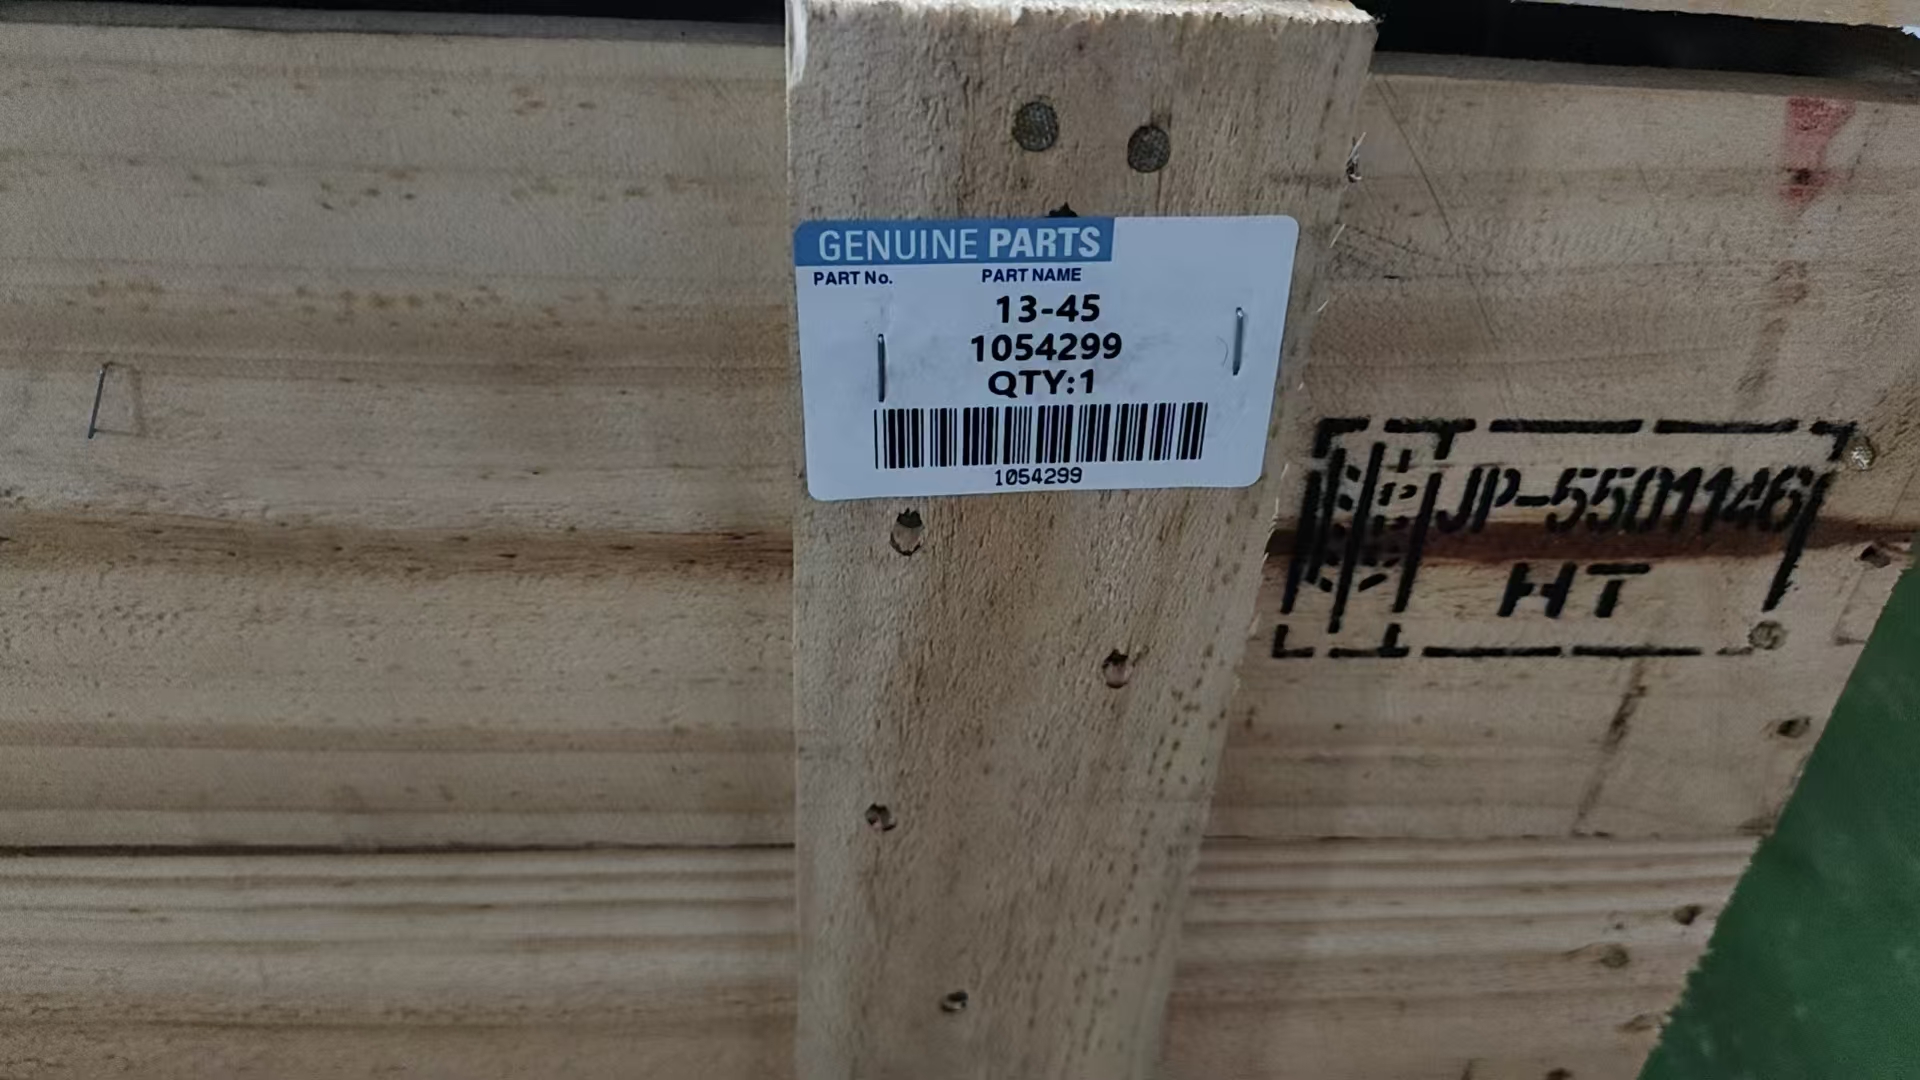 GENUINE PARTS
PART No. PART NAME
13-45
1054299
QTY:1
1054299
JP-5501146
HT